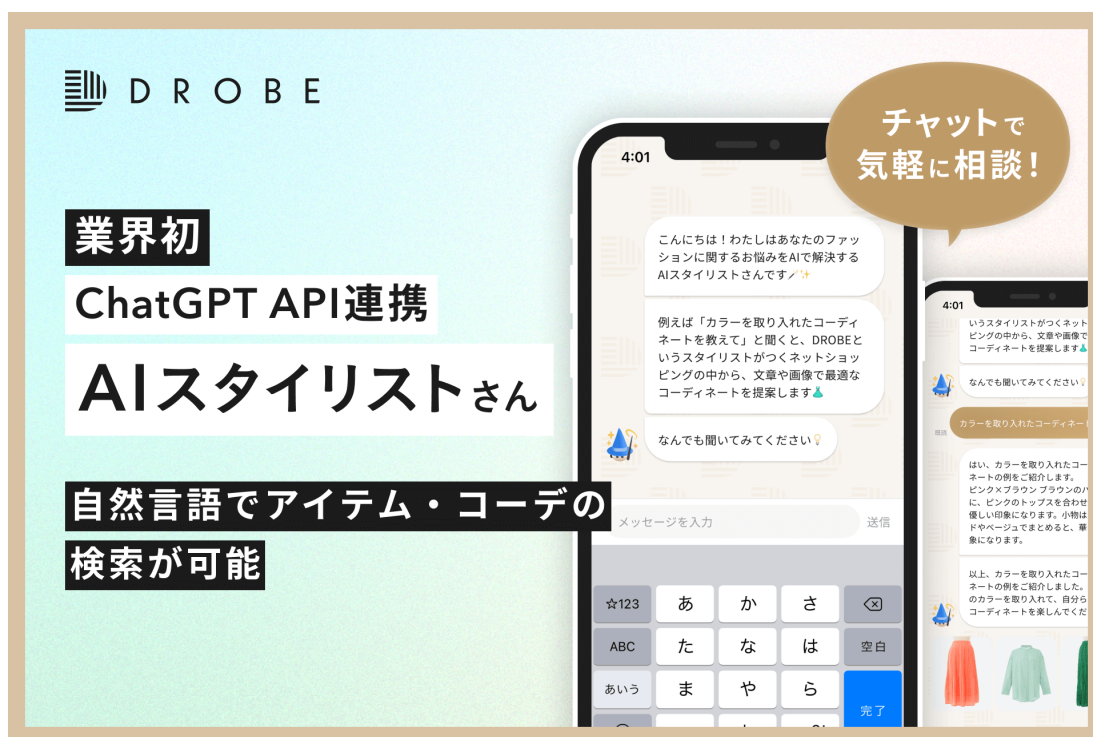 DROBE
業界初
ChatGPT API連携
AIスタイリストさん
自然言語でアイテム・コーデの
検索が可能
チャットで
気軽に相談！
4:01
こんにちは！わたしはあなたのファッ
ションに関するお悩みをAIで解決する
AIスタイリストさんです
例えば「カラーを取り入れたコーディ
ネートを教えて」と聞くと、DROBEと
いうスタイリストがつくネットショッ
ピングの中から、文章や画像で最適な
コーディネートを提案します
なんでも聞いてみてください
メッセージを入力
送信
☆123
あ
か
さ
ABC
た
な
は
空白
あいう
ま
や
ら
完了
4:01
いうスタイリストがつくネット
ピングの中から、文章や画像で
コーディネートを提案します
なんでも聞いてみてください
カラーを取り入れたコーディネー
既読
はい、カラーを取り入れたコー
ネートの例をご紹介します。
ピンク×ブラウン ブラウンの
に、ピンクのトップスを合わせ
優しい印象になります。小物は
ドやベージュでまとめると、華
象になります。
以上、カラーを取り入れたコー
ネートの例をご紹介しました。
のカラーを取り入れて、自分ら
コーディネートを楽しんでくだ